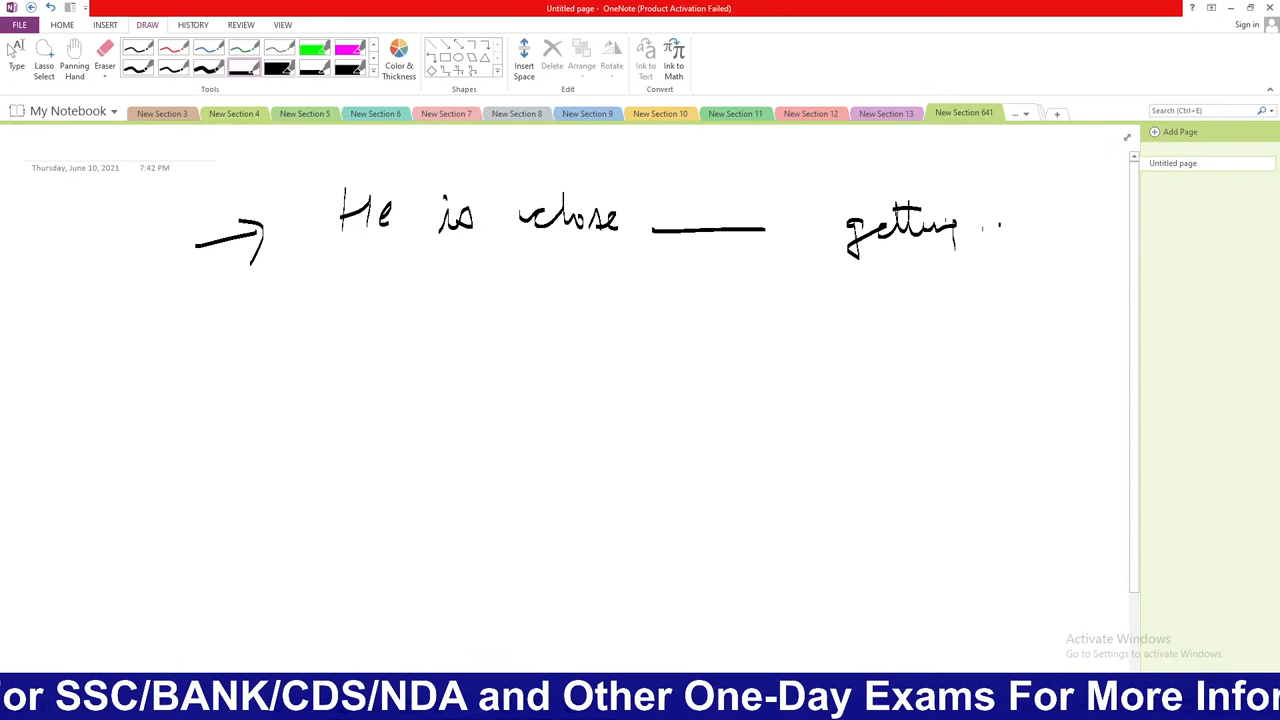 Untitled page - OneNote (Product Activation Failed)
FILE HOME INSERT DRAW HISTORY REVIEW VIEW
Sign in
Type
Lasso Select
Panning Hand
Eraser
Color & Thickness
Insert Space
Delete
Arrange
Rotate
Ink to Text
Ink to Math
Tools
Shapes
Edit
Convert
My Notebook
New Section 3 New Section 4 New Section 5 New Section 6 New Section 7 New Section 8 New Section 9 New Section 10 New Section 11 New Section 12 New Section 13 New Section 641 ...
Search (Ctrl+E)
Add Page
Untitled page
Thursday, June 10, 2021 7:42 PM
→ He is close ____ getting ..
Activate Windows
Go to Settings to activate Windows.
For SSC/BANK/CDS/NDA and Other One-Day Exams For More Infor